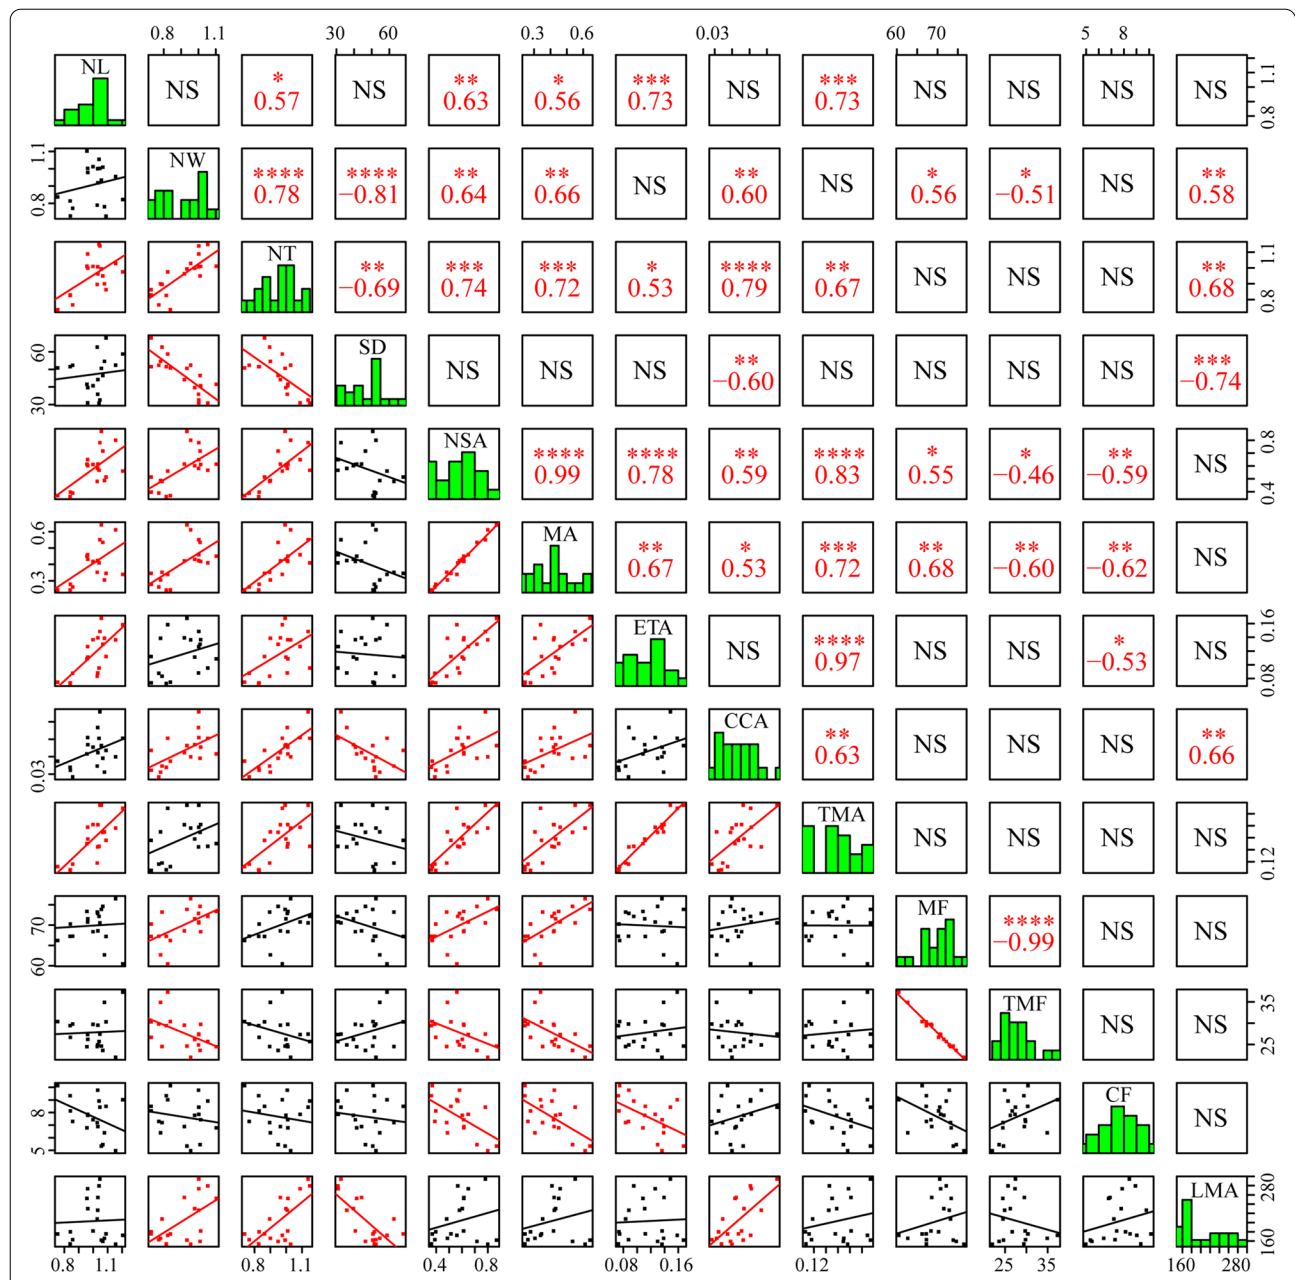 0.8 1.1 30 60 0.3 0.6 0.03 60 70 5 8
NL NS * NS ** * *** NS *** NS NS NS NS
0.57 0.63 0.56 0.73 0.73
0.8 1.1
NW **** **** ** ** NS ** NS * * NS **
0.78 −0.81 0.64 0.66 0.60 0.56 −0.51 0.58
0.8 1.1
NT ** *** *** * **** ** NS NS NS **
−0.69 0.74 0.72 0.53 0.79 0.67 0.68
0.8 1.1
SD NS NS NS ** NS NS NS NS ***
−0.60 −0.74
30 60
NSA **** **** ** **** * * ** NS
0.99 0.78 0.59 0.83 0.55 −0.46 −0.59
0.4 0.8
MA ** * *** ** ** ** NS
0.67 0.53 0.72 0.68 −0.60 −0.62
0.3 0.6
ETA NS **** NS NS * NS
0.97 −0.53
0.08 0.16
CCA ** NS NS NS **
0.63 0.66
0.03
TMA NS NS NS NS
0.12
MF **** NS NS
−0.99
60 70
TMF NS NS
25 35
CF NS
5 8
LMA
160 280
0.8 1.1 0.8 1.1 0.4 0.8 0.08 0.16 0.12 25 35 160 280